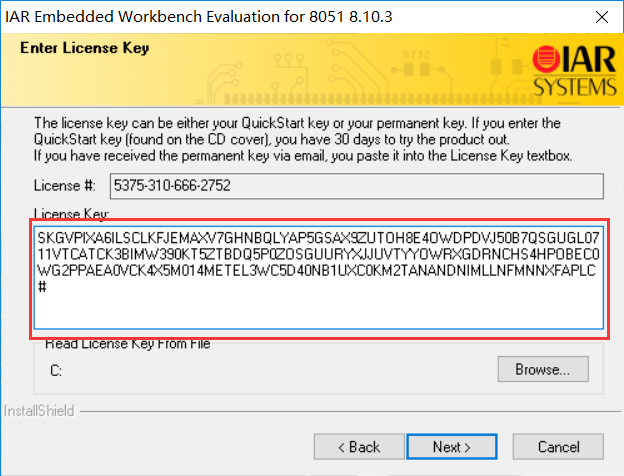 IAR Embedded Workbench Evaluation for 8051 8.10.3
Enter License Key
h732
IAR
SYSTEMS
The license key can be either your QuickStart key or your permanent key. If you enter the
QuickStart key (found on the CD cover), you have 30 days to try the product out.
If you have received the permanent key via email, you paste it into the License Key textbox.
License #:
5375-310-666-2752
License Key:
SKGVPIXA6ILSCLKFJEMAXV7GHNBQLYAP5GSAX9ZUTOH8E4OWDPDVJ50B7QSGUGL07
11VTCATCK3BIMW390KT5ZTBDQ5P0ZOSGUURYXJJUVTYYOWRXGDRNCHS4HPOBEC0
WG2PPAEA0VCK4X5M014METEL3WC5D40NB1UXC0KM2TANANDNIMLLNFMNNXFAPLC
#
Read License Key From File
C:
Browse...
InstallShield
< Back
Next >
Cancel